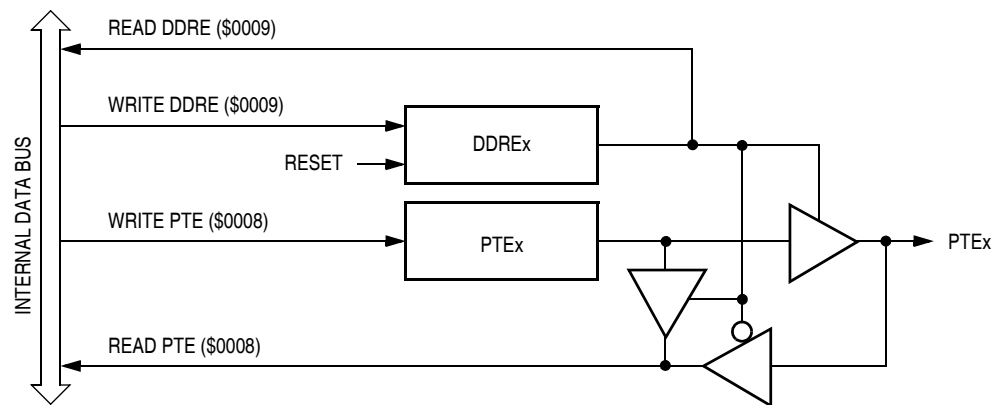 READ DDRE ($0009)
WRITE DDRE ($0009)
DDREx
RESET
INTERNAL DATA BUS
WRITE PTE ($0008)
PTEx
PTEx
READ PTE ($0008)